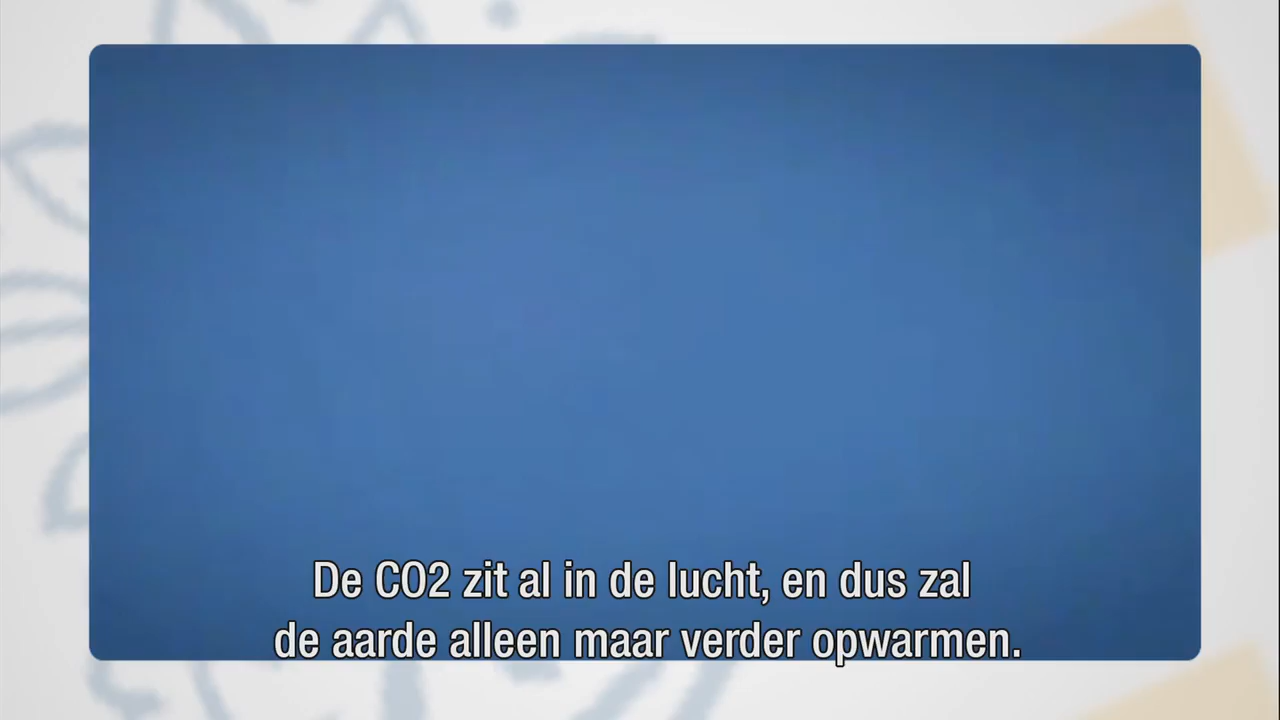 De CO2 zit al in de lucht, en dus zal
de aarde alleen maar verder opwarmen.